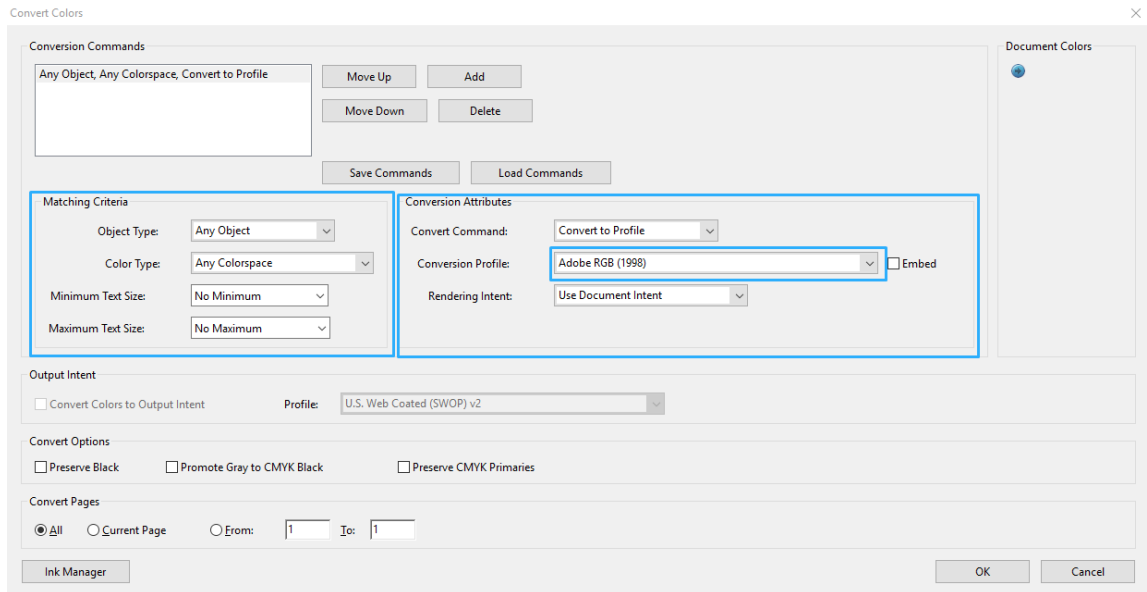 Convert Colors
Conversion Commands
Document Colors
Any Object, Any Colorspace, Convert to Profile
Move Up
Add
Move Down
Delete
Save Commands
Load Commands
Matching Criteria
Object Type: Any Object
Color Type: Any Colorspace
Minimum Text Size: No Minimum
Maximum Text Size: No Maximum
Conversion Attributes
Convert Command: Convert to Profile
Conversion Profile: Adobe RGB (1998) Embed
Rendering Intent: Use Document Intent
Output Intent
Convert Colors to Output Intent Profile: U.S. Web Coated (SWOP) v2
Convert Options
Preserve Black Promote Gray to CMYK Black Preserve CMYK Primaries
Convert Pages
All Current Page From: 1 To: 1
Ink Manager OK Cancel